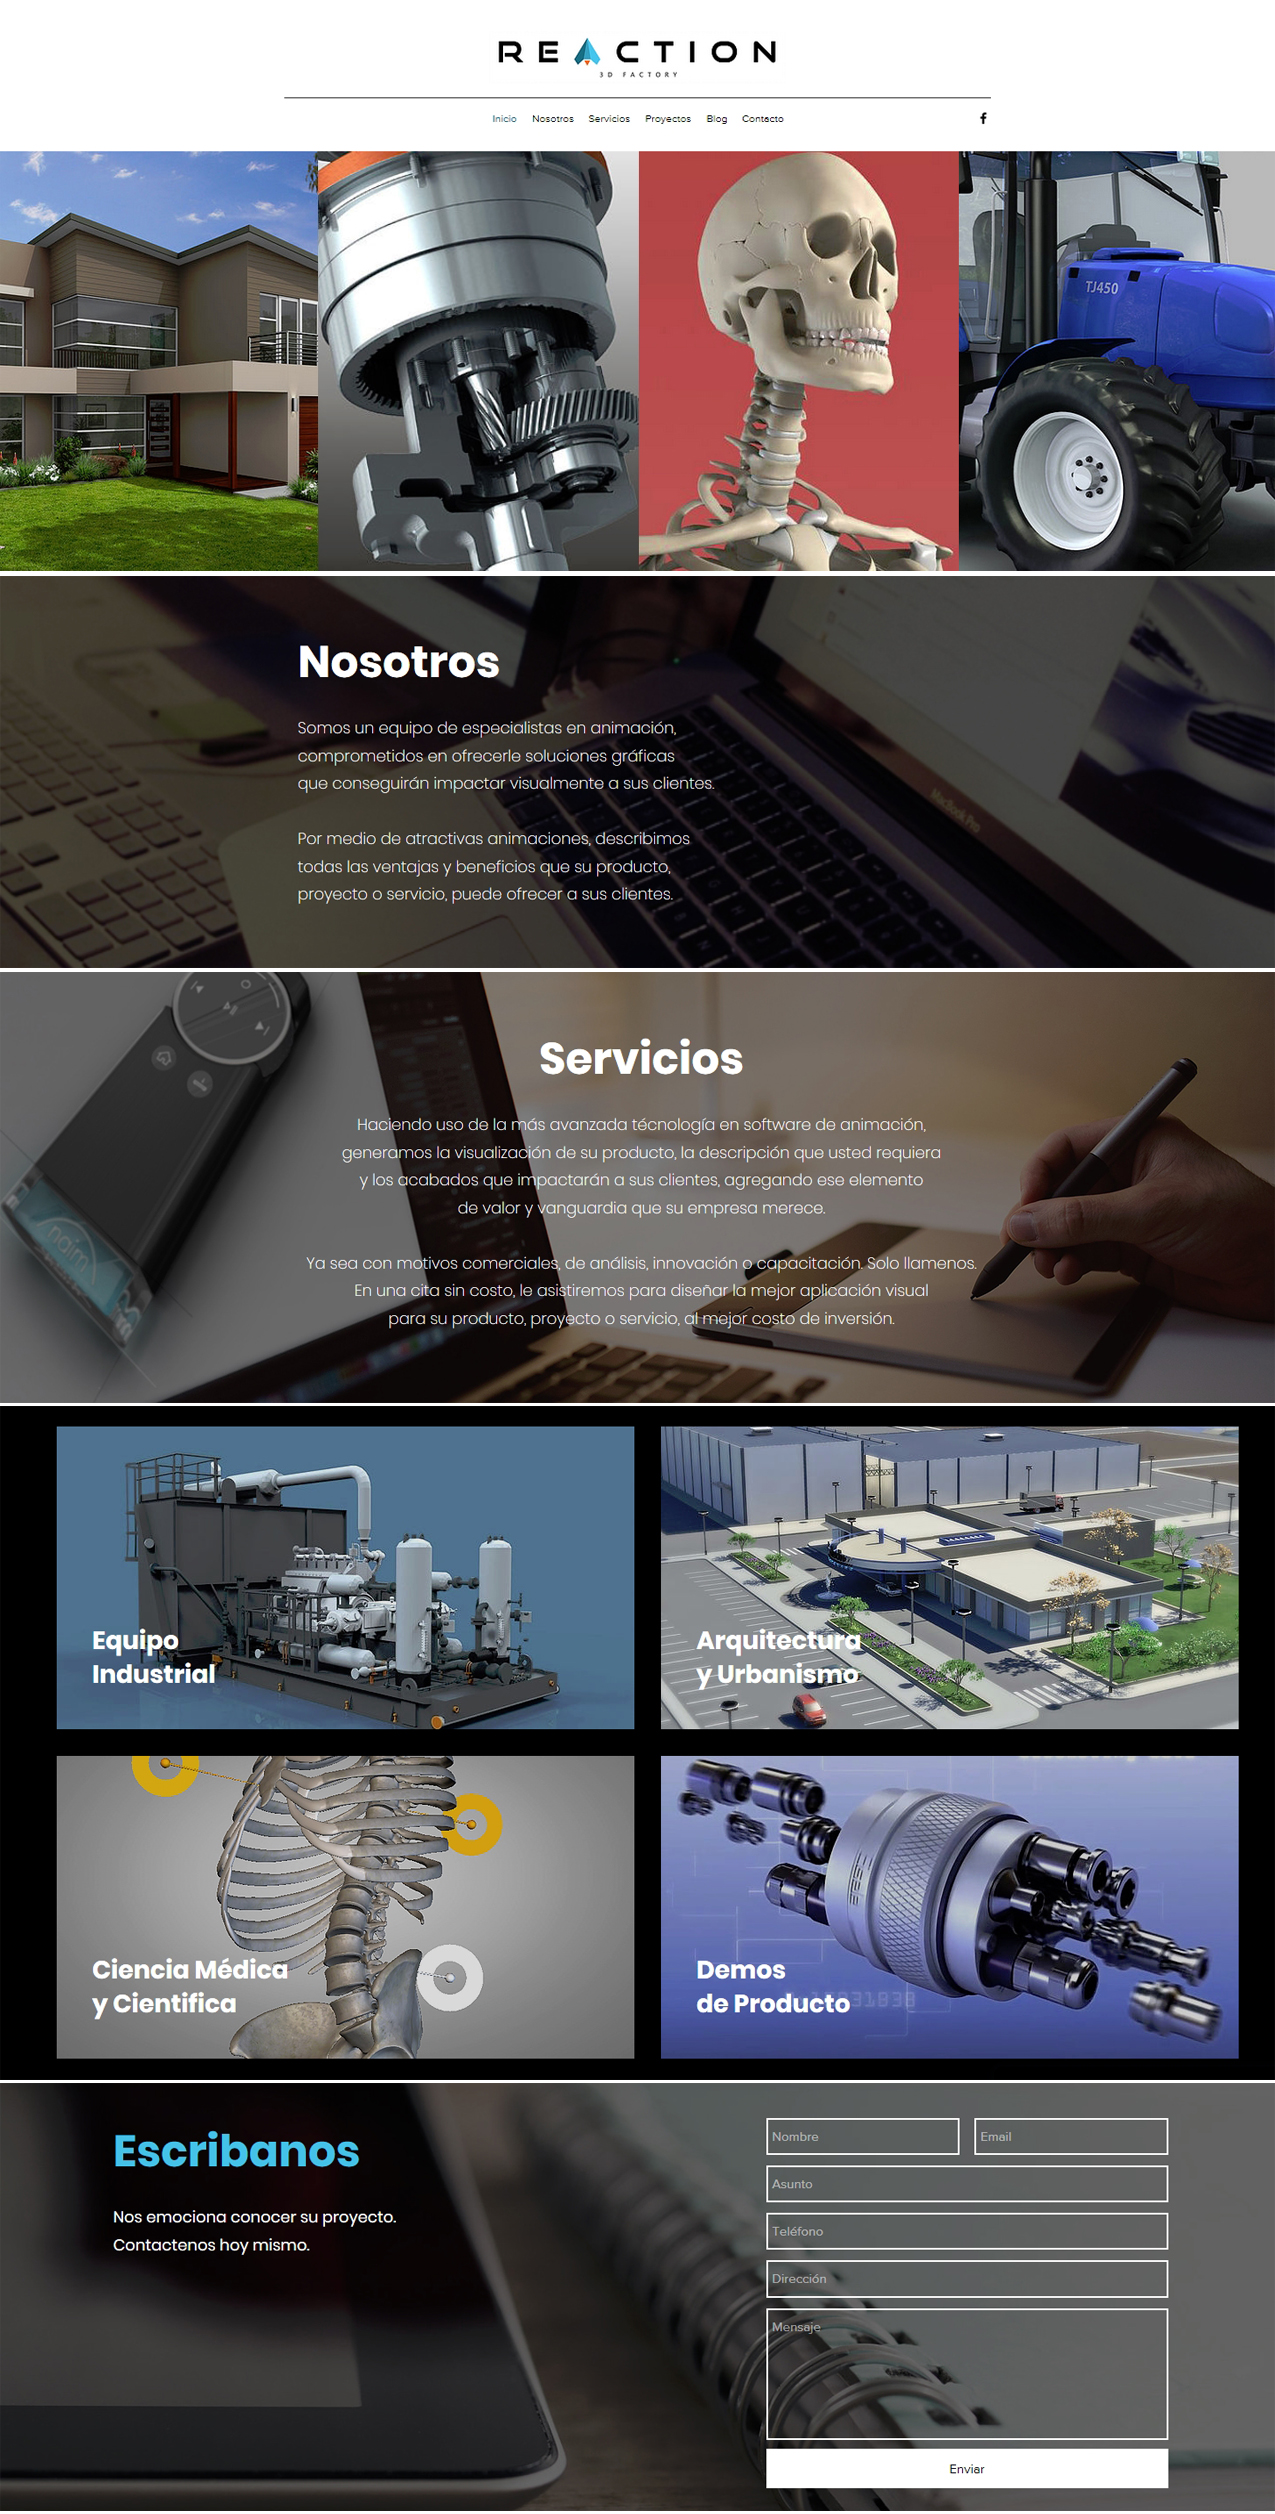 REACTION
3D FACTORY
Inicio Nosotros Servicios Proyectos Blog Contacto
TJ450
Nosotros
Somos un equipo de especialistas en animación,
comprometidos en ofrecerle soluciones gráficas
que conseguirán impactar visualmente a sus clientes.
Por medio de atractivas animaciones, describimos
todas las ventajas y beneficios que su producto,
proyecto o servicio, puede ofrecer a sus clientes.
MacBook Pro
Servicios
Haciendo uso de la más avanzada técnología en software de animación,
generamos la visualización de su producto, la descripción que usted requiera
y los acabados que impactarán a sus clientes, agregando ese elemento
de valor y vanguardia que su empresa merece.
Ya sea con motivos comerciales, de análisis, innovación o capacitación. Solo llamenos.
En una cita sin costo, le asistiremos para diseñar la mejor aplicación visual
para su producto, proyecto o servicio, al mejor costo de inversión.
naim
Equipo
Industrial
Arquitectura
y Urbanismo
Ciencia Médica
y Cientifica
Demos
de Producto
Escribanos
Nos emociona conocer su proyecto.
Contactenos hoy mismo.
Nombre
Email
Asunto
Teléfono
Dirección
Mensaje
Enviar